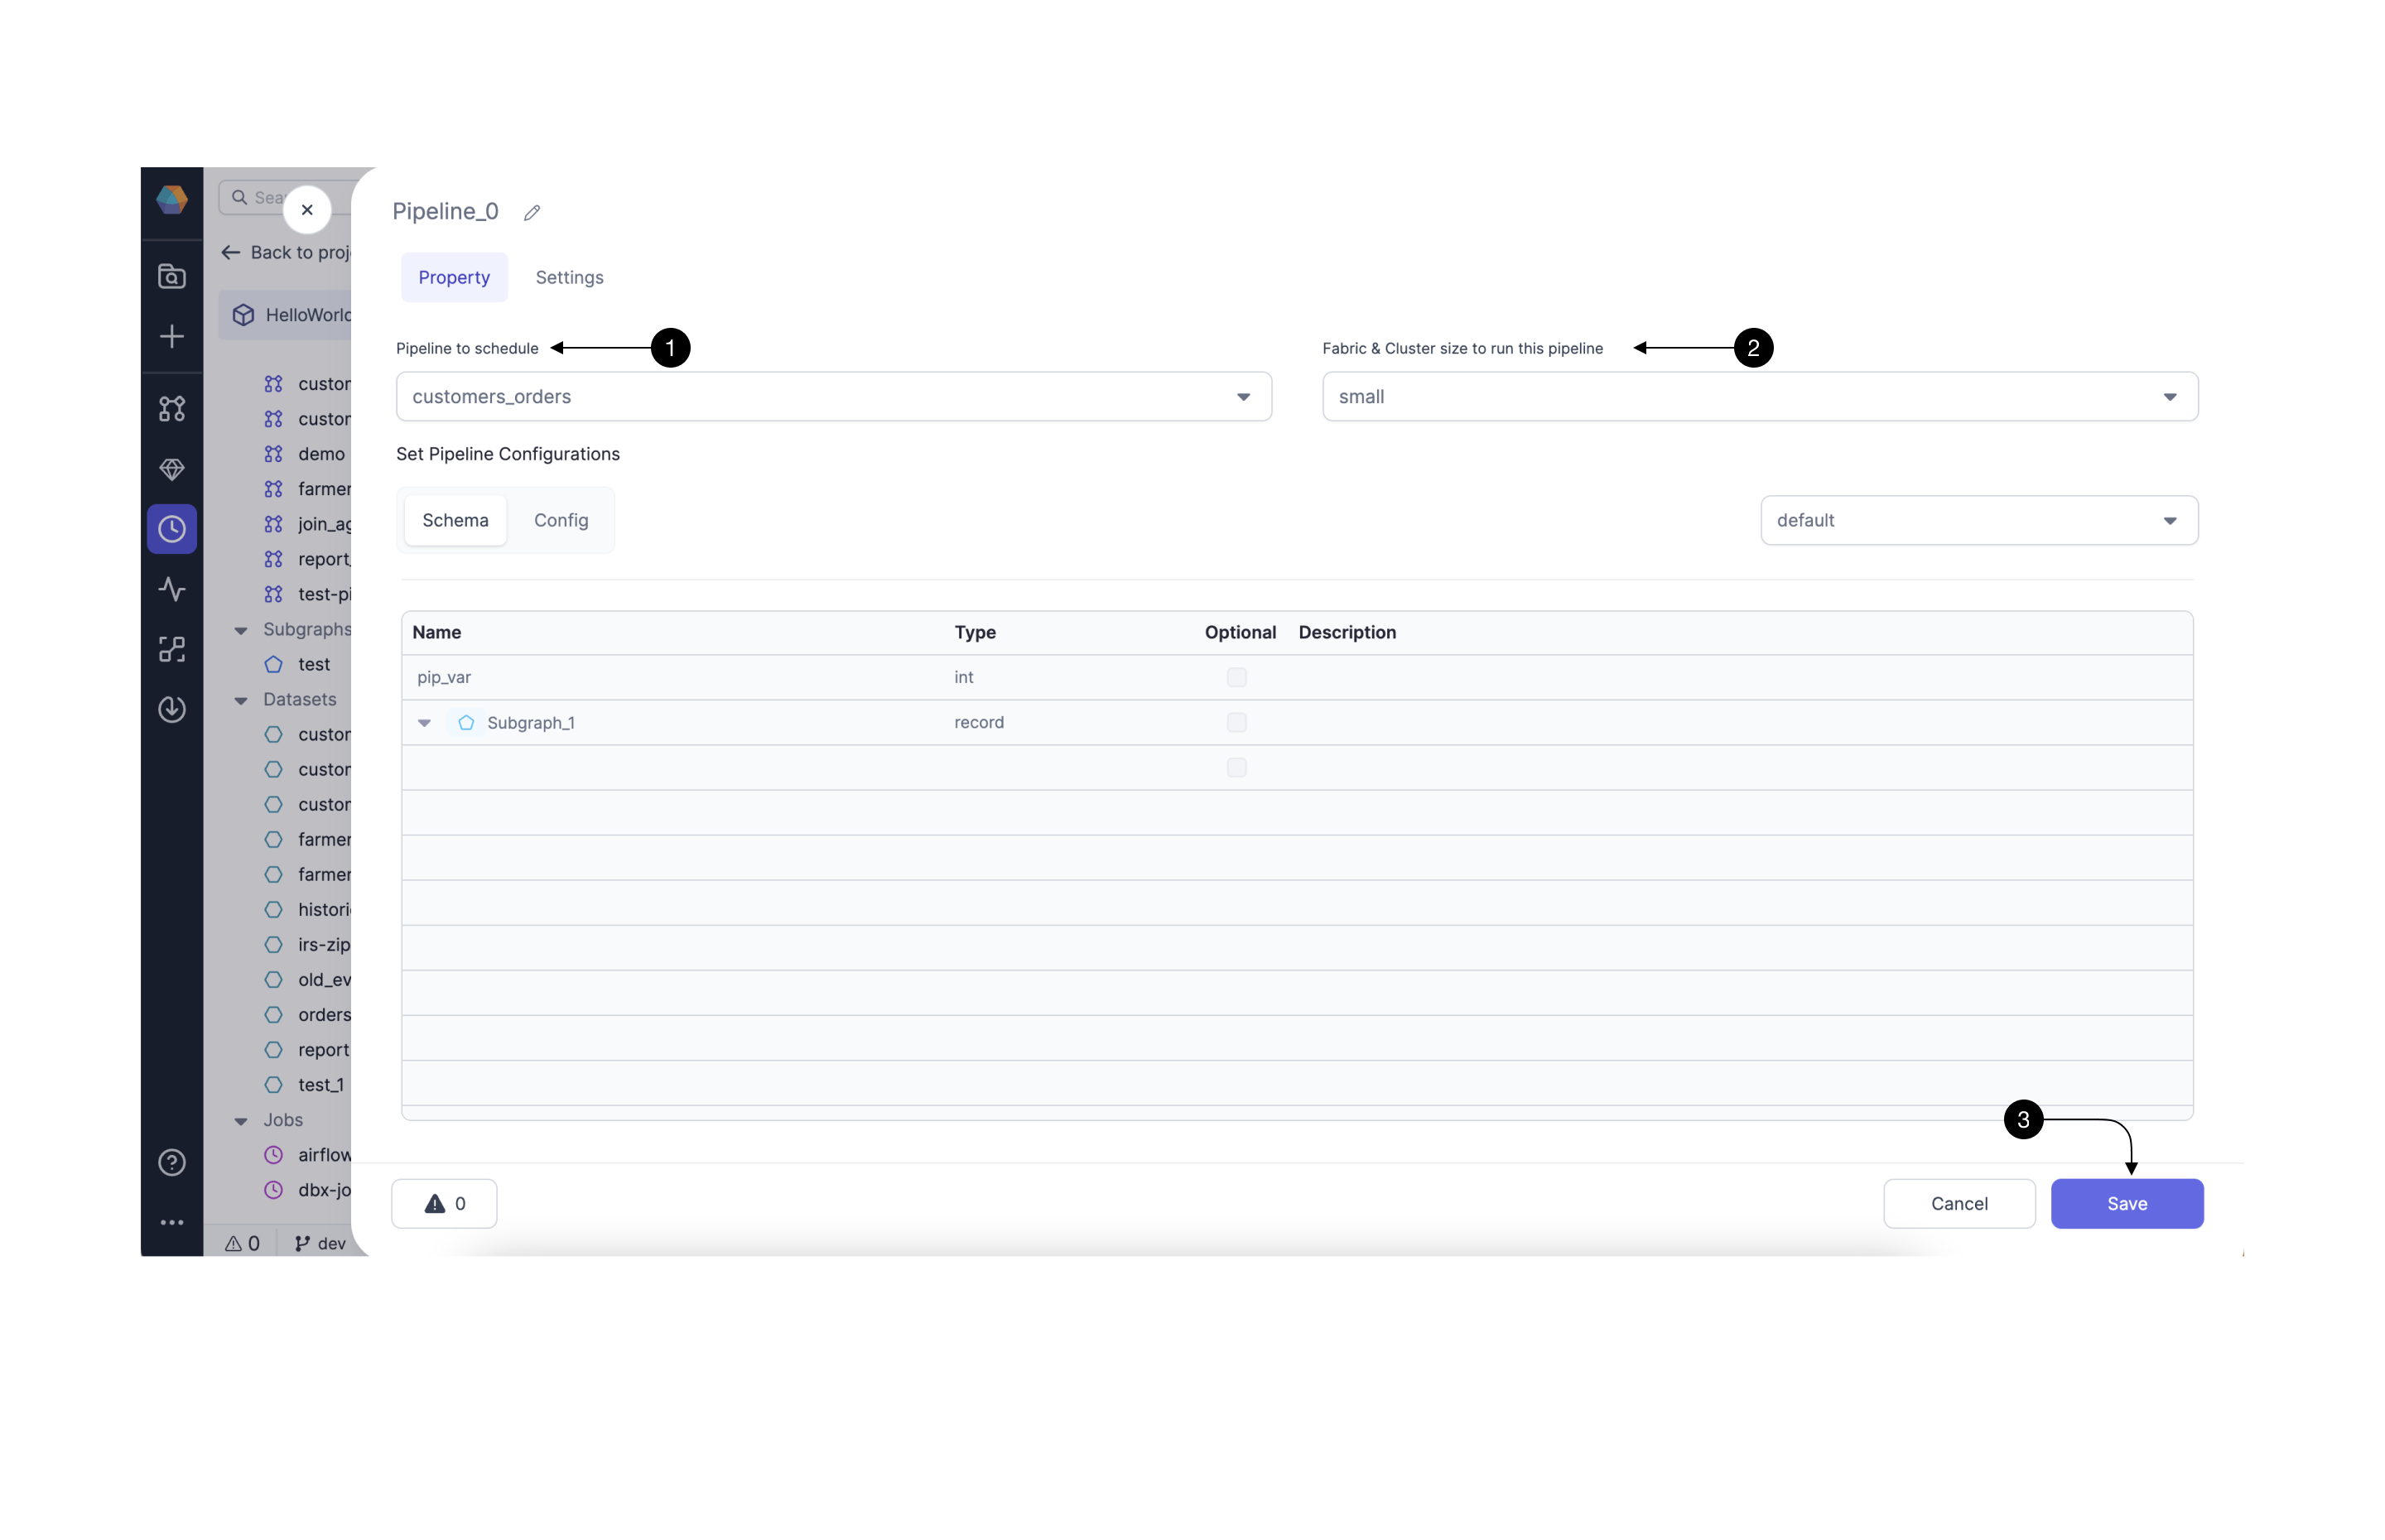 Sea
Back to proj
HelloWorld
custor
custor
demo
farmer
join_ag
report_
test-pi
Subgraphs
test
Datasets
custor
custor
custor
farmer
farmer
histori
irs-zip
old_ev
orders
report
test_1
Jobs
airflow
dbx-jo
0 dev
Pipeline_0
Property Settings
Pipeline to schedule 1
Fabric & Cluster size to run this pipeline 2
customers_orders
small
Set Pipeline Configurations
Schema Config
default
Name Type Optional Description
pip_var int
Subgraph_1 record
3
0
Cancel Save